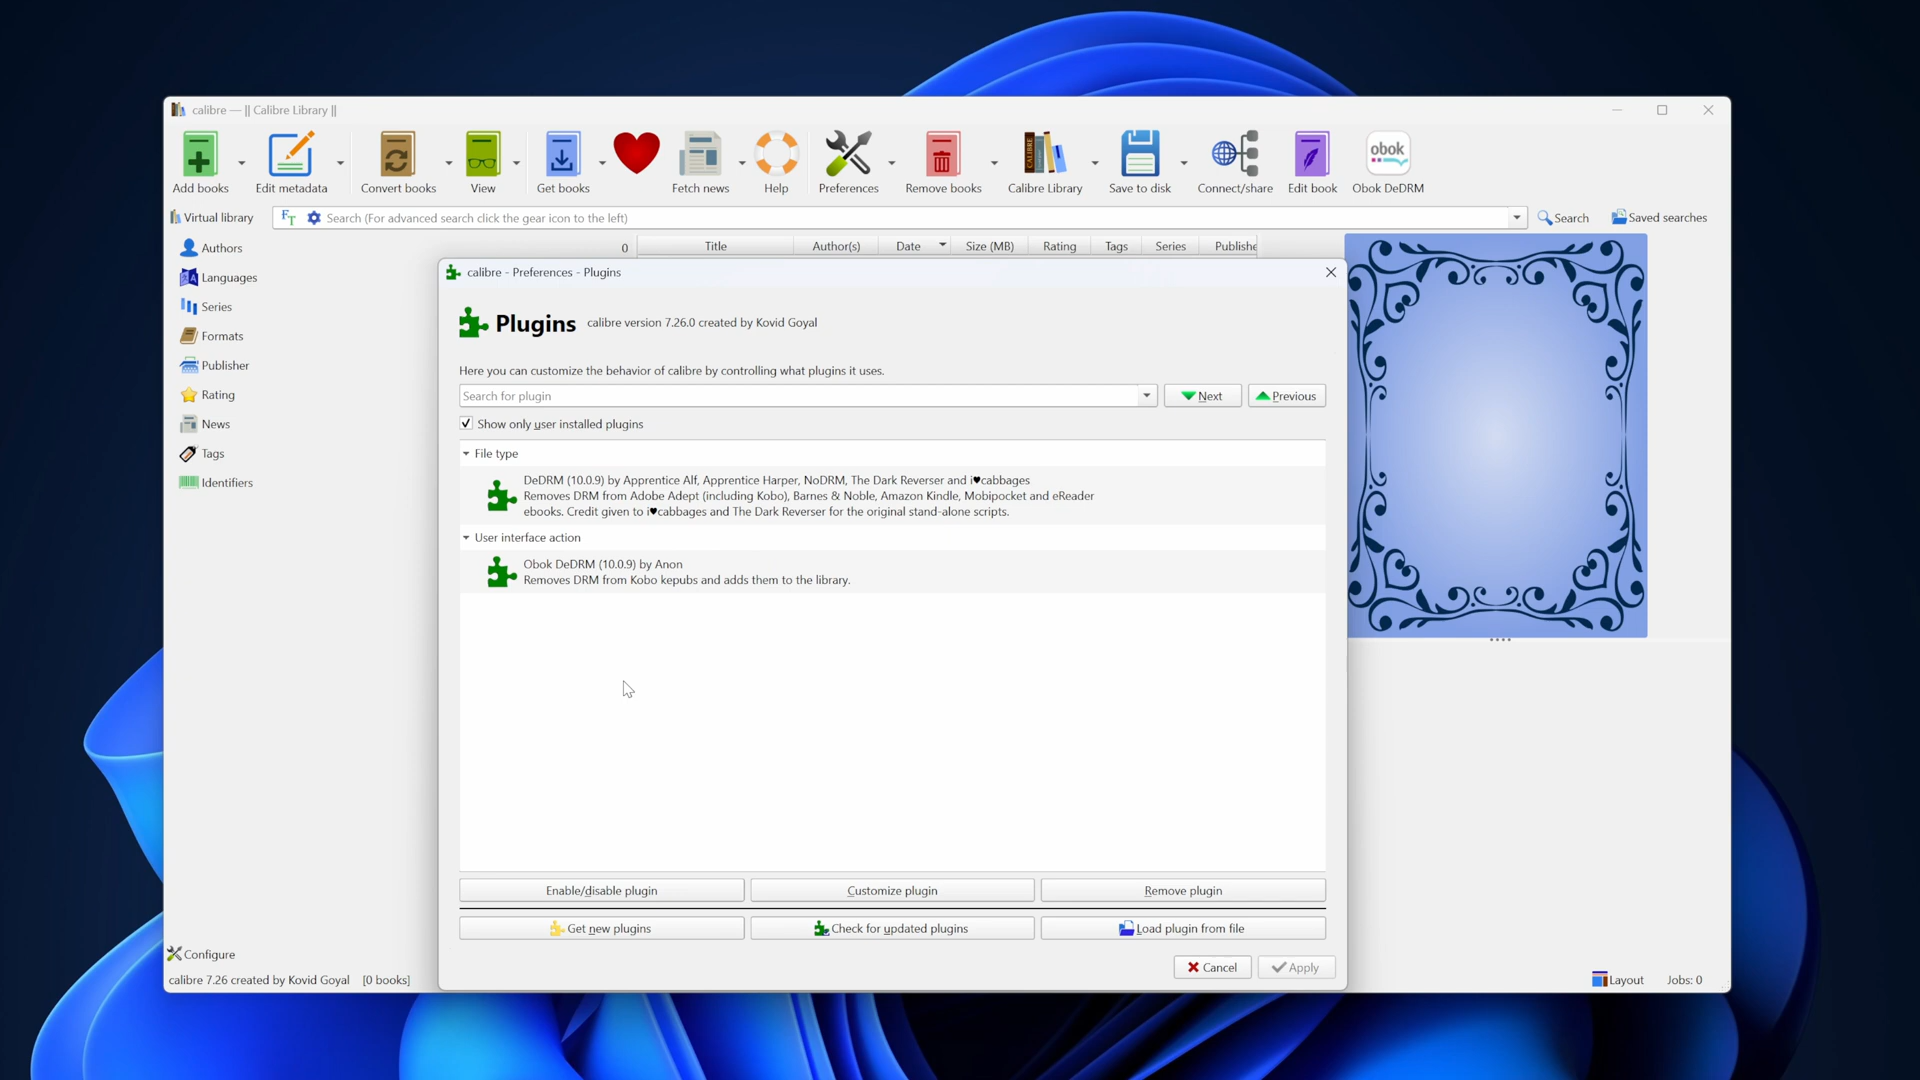 calibre — || Calibre Library ||
Add books
Edit metadata
Convert books
View
Get books
Fetch news
Help
Preferences
Remove books
CALIBRE
Calibre Library
Save to disk
Connect/share
Edit book
obok
Obok DeDRM
Virtual library
FT
Search (For advanced search click the gear icon to the left)
Search
Saved searches
Authors
Languages
Series
Formats
Publisher
Rating
News
Tags
Identifiers
0
Title
Author(s)
Date
Size (MB)
Rating
Tags
Series
Publishe
calibre - Preferences - Plugins
Plugins calibre version 7.26.0 created by Kovid Goyal
Here you can customize the behavior of calibre by controlling what plugins it uses.
Search for plugin
Next
Previous
Show only user installed plugins
File type
DeDRM (10.0.9) by Apprentice Alf, Apprentice Harper, NoDRM, The Dark Reverser and i♥cabbages
Removes DRM from Adobe Adept (including Kobo), Barnes & Noble, Amazon Kindle, Mobipocket and eReader
ebooks. Credit given to i♥cabbages and The Dark Reverser for the original stand-alone scripts.
User interface action
Obok DeDRM (10.0.9) by Anon
Removes DRM from Kobo kepubs and adds them to the library.
Enable/disable plugin
Customize plugin
Remove plugin
Get new plugins
Check for updated plugins
Load plugin from file
Cancel
Apply
Configure
calibre 7.26 created by Kovid Goyal [0 books]
Layout
Jobs: 0